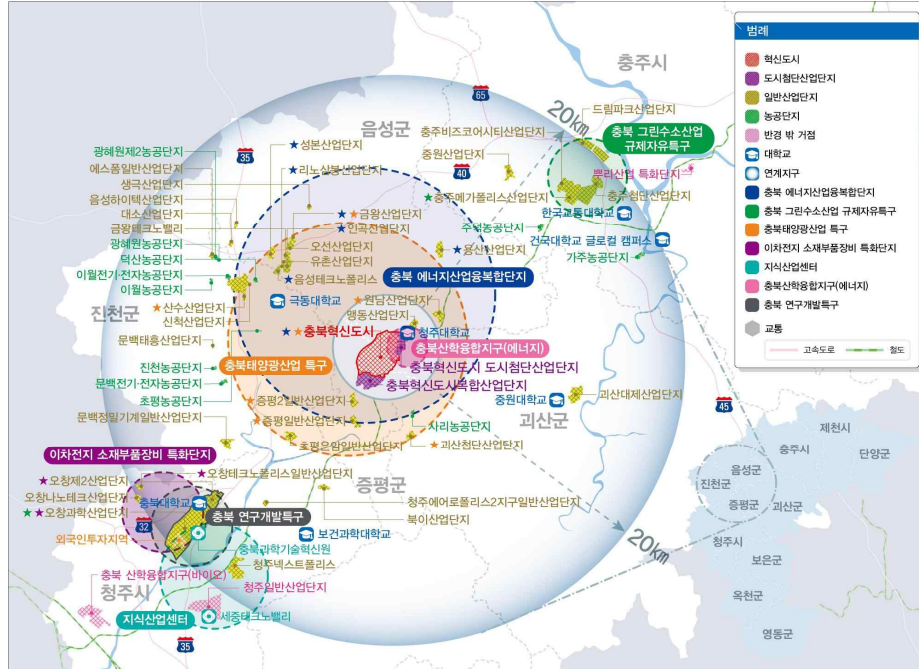 범례
혁신도시
도시첨단산업단지
일반산업단지
농공단지
반경 밖 거점
대학교
연계지구
충북 에너지산업융복합단지
충북 그린수소산업 규제자유특구
충북태양광산업 특구
이차전지 소재부품장비 특화단지
지식산업센터
충북산학융합지구(에너지)
충북 연구개발특구
교통
고속도로
철도
충주시
65
20km
드림파크산업단지
음성군
충주비즈코어시티산업단지
충북 그린수소산업
규제자유특구
★성본산업단지
35
중원산업단지
광혜원제2농공단지
에스폼일반산업단지
★리노삼봉산업단지
40
뿌리산업 특화단지
생극산업단지
음성하이텍산업단지
★충주메가폴리스산업단지
충주첨단산업단지
대소산업단지
★★금왕산업단지
한국교통대학교
금왕테크노밸리
★인곡산업단지
주덕농공단지
광혜원농공단지
오선산업단지
★용산산업단지
건국대학교 글로컬 캠퍼스
덕산농공단지
유촌산업단지
가주농공단지
이월전기·전자농공단지
★음성테크노폴리스
충북 에너지산업융복합단지
이월농공단지
극동대학교
★원남산업단지
진천군
★산수산업단지
맹동산업단지
신척산업단지
★★충북혁신도시
청주대학교
문백태흥산업단지
충북산학융합지구(에너지)
충북태양광산업 특구
충북혁신도시 도시첨단산업단지
진천농공단지
충북혁신도시복합산업단지
문백전기·전자농공단지
초평농공단지
★증평2일반산업단지
중원대학교
괴산대제산업단지
45
문백정밀기계일반산업단지
★증평일반산업단지
사리농공단지
괴산군
초평은암일반산업단지
★괴산첨단산업단지
이차전지 소재부품장비 특화단지
★오창테크노폴리스일반산업단지
★오창제2산업단지
증평군
오창나노테크산업단지
충북대학교
청주에어로폴리스2지구일반산업단지
★★오창과학산업단지
충북 연구개발특구
북이산업단지
32
보건과학대학교
외국인투자지역
충북과학기술혁신원
20km
청주넥스트폴리스
충북 산학융합지구(바이오)
청주일반산업단지
청주시
지식산업센터
세중테크노밸리
35
제천시
충주시
단양군
음성군
진천군
증평군
괴산군
청주시
보은군
옥천군
영동군